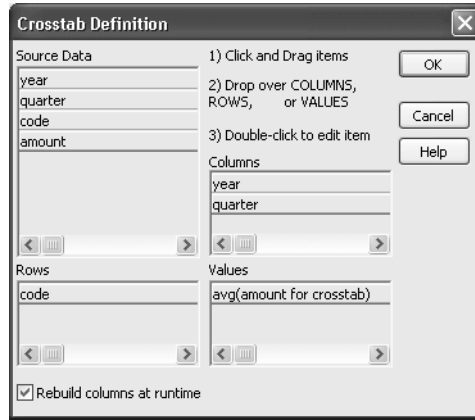 Crosstab Definition
Source Data
year
quarter
code
amount
1) Click and Drag items
2) Drop over COLUMNS,
ROWS, or VALUES
3) Double-click to edit item
OK
Cancel
Help
Columns
year
quarter
Rows
code
Values
avg(amount for crosstab)
Rebuild columns at runtime